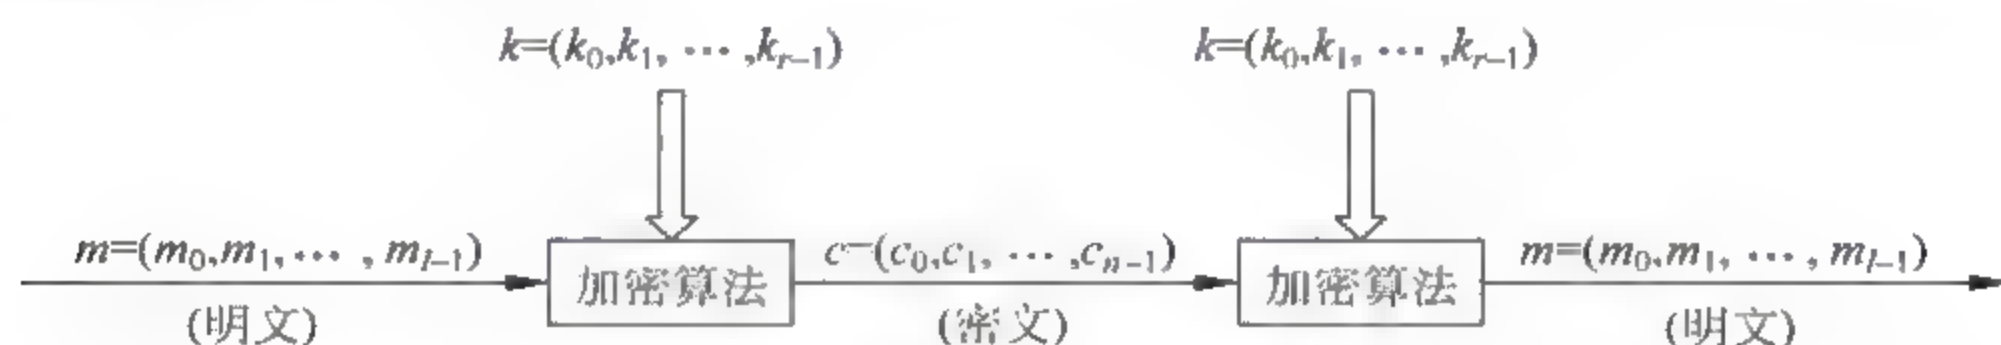 k=(k₀,k₁, … ,kᵣ₋₁)
k=(k₀,k₁, … ,kᵣ₋₁)
m=(m₀,m₁, … , mₗ₋₁)
加密算法
c=(c₀,c₁, … ,cₙ₋₁)
加密算法
m=(m₀,m₁, … , mₗ₋₁)
(明文)
(密文)
(明文)